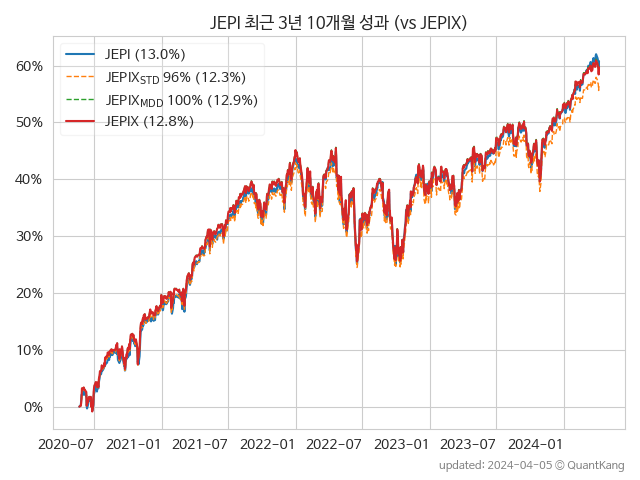 JEPI 최근 3년 10개월 성과 (vs JEPIX)
JEPI (13.0%)
JEPIX_STD 96% (12.3%)
JEPIX_MDD 100% (12.9%)
JEPIX (12.8%)
60%
50%
40%
30%
20%
10%
0%
2020-07 2021-01 2021-07 2022-01 2022-07 2023-01 2023-07 2024-01
updated: 2024-04-05 © QuantKang